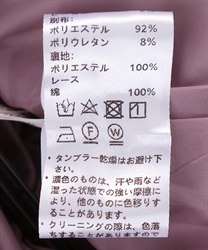 別布:
ポリエステル 92%
ポリウレタン 8%
裏地:
ポリエステル 100%
レース
綿 100%
・タンブラー乾燥はお避け下
さい。
・濃色のものは、汗や雨など
湿った状態での強い摩擦に
より、他のものに色移りす
ることがあります。
・クリーニングの際は、色落